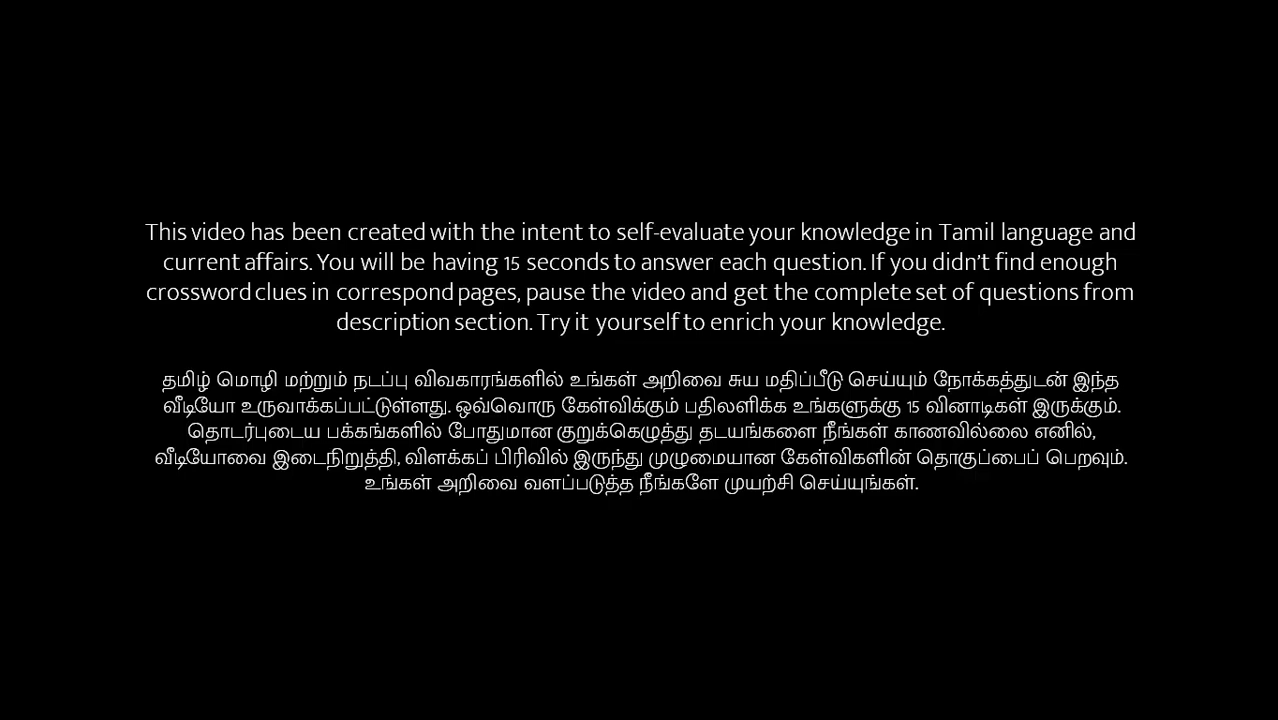 This video has been created with the intent to self-evaluate your knowledge in Tamil language and
current affairs. You will be having 15 seconds to answer each question. If you didn't find enough
crossword clues in correspond pages, pause the video and get the complete set of questions from
description section. Try it yourself to enrich your knowledge.
தமிழ் மொழி மற்றும் நடப்பு விவகாரங்களில் உங்கள் அறிவை சுய மதிப்பீடு செய்யும் நோக்கத்துடன் இந்த
வீடியோ உருவாக்கப்பட்டுள்ளது. ஒவ்வொரு கேள்விக்கும் பதிலளிக்க உங்களுக்கு 15 வினாடிகள் இருக்கும்.
தொடர்புடைய பக்கங்களில் போதுமான குறுக்கெழுத்து தடயங்களை நீங்கள் காணவில்லை எனில்,
வீடியோவை இடைநிறுத்தி, விளக்கப் பிரிவில் இருந்து முழுமையான கேள்விகளின் தொகுப்பைப் பெறவும்.
உங்கள் அறிவை வளப்படுத்த நீங்களே முயற்சி செய்யுங்கள்.